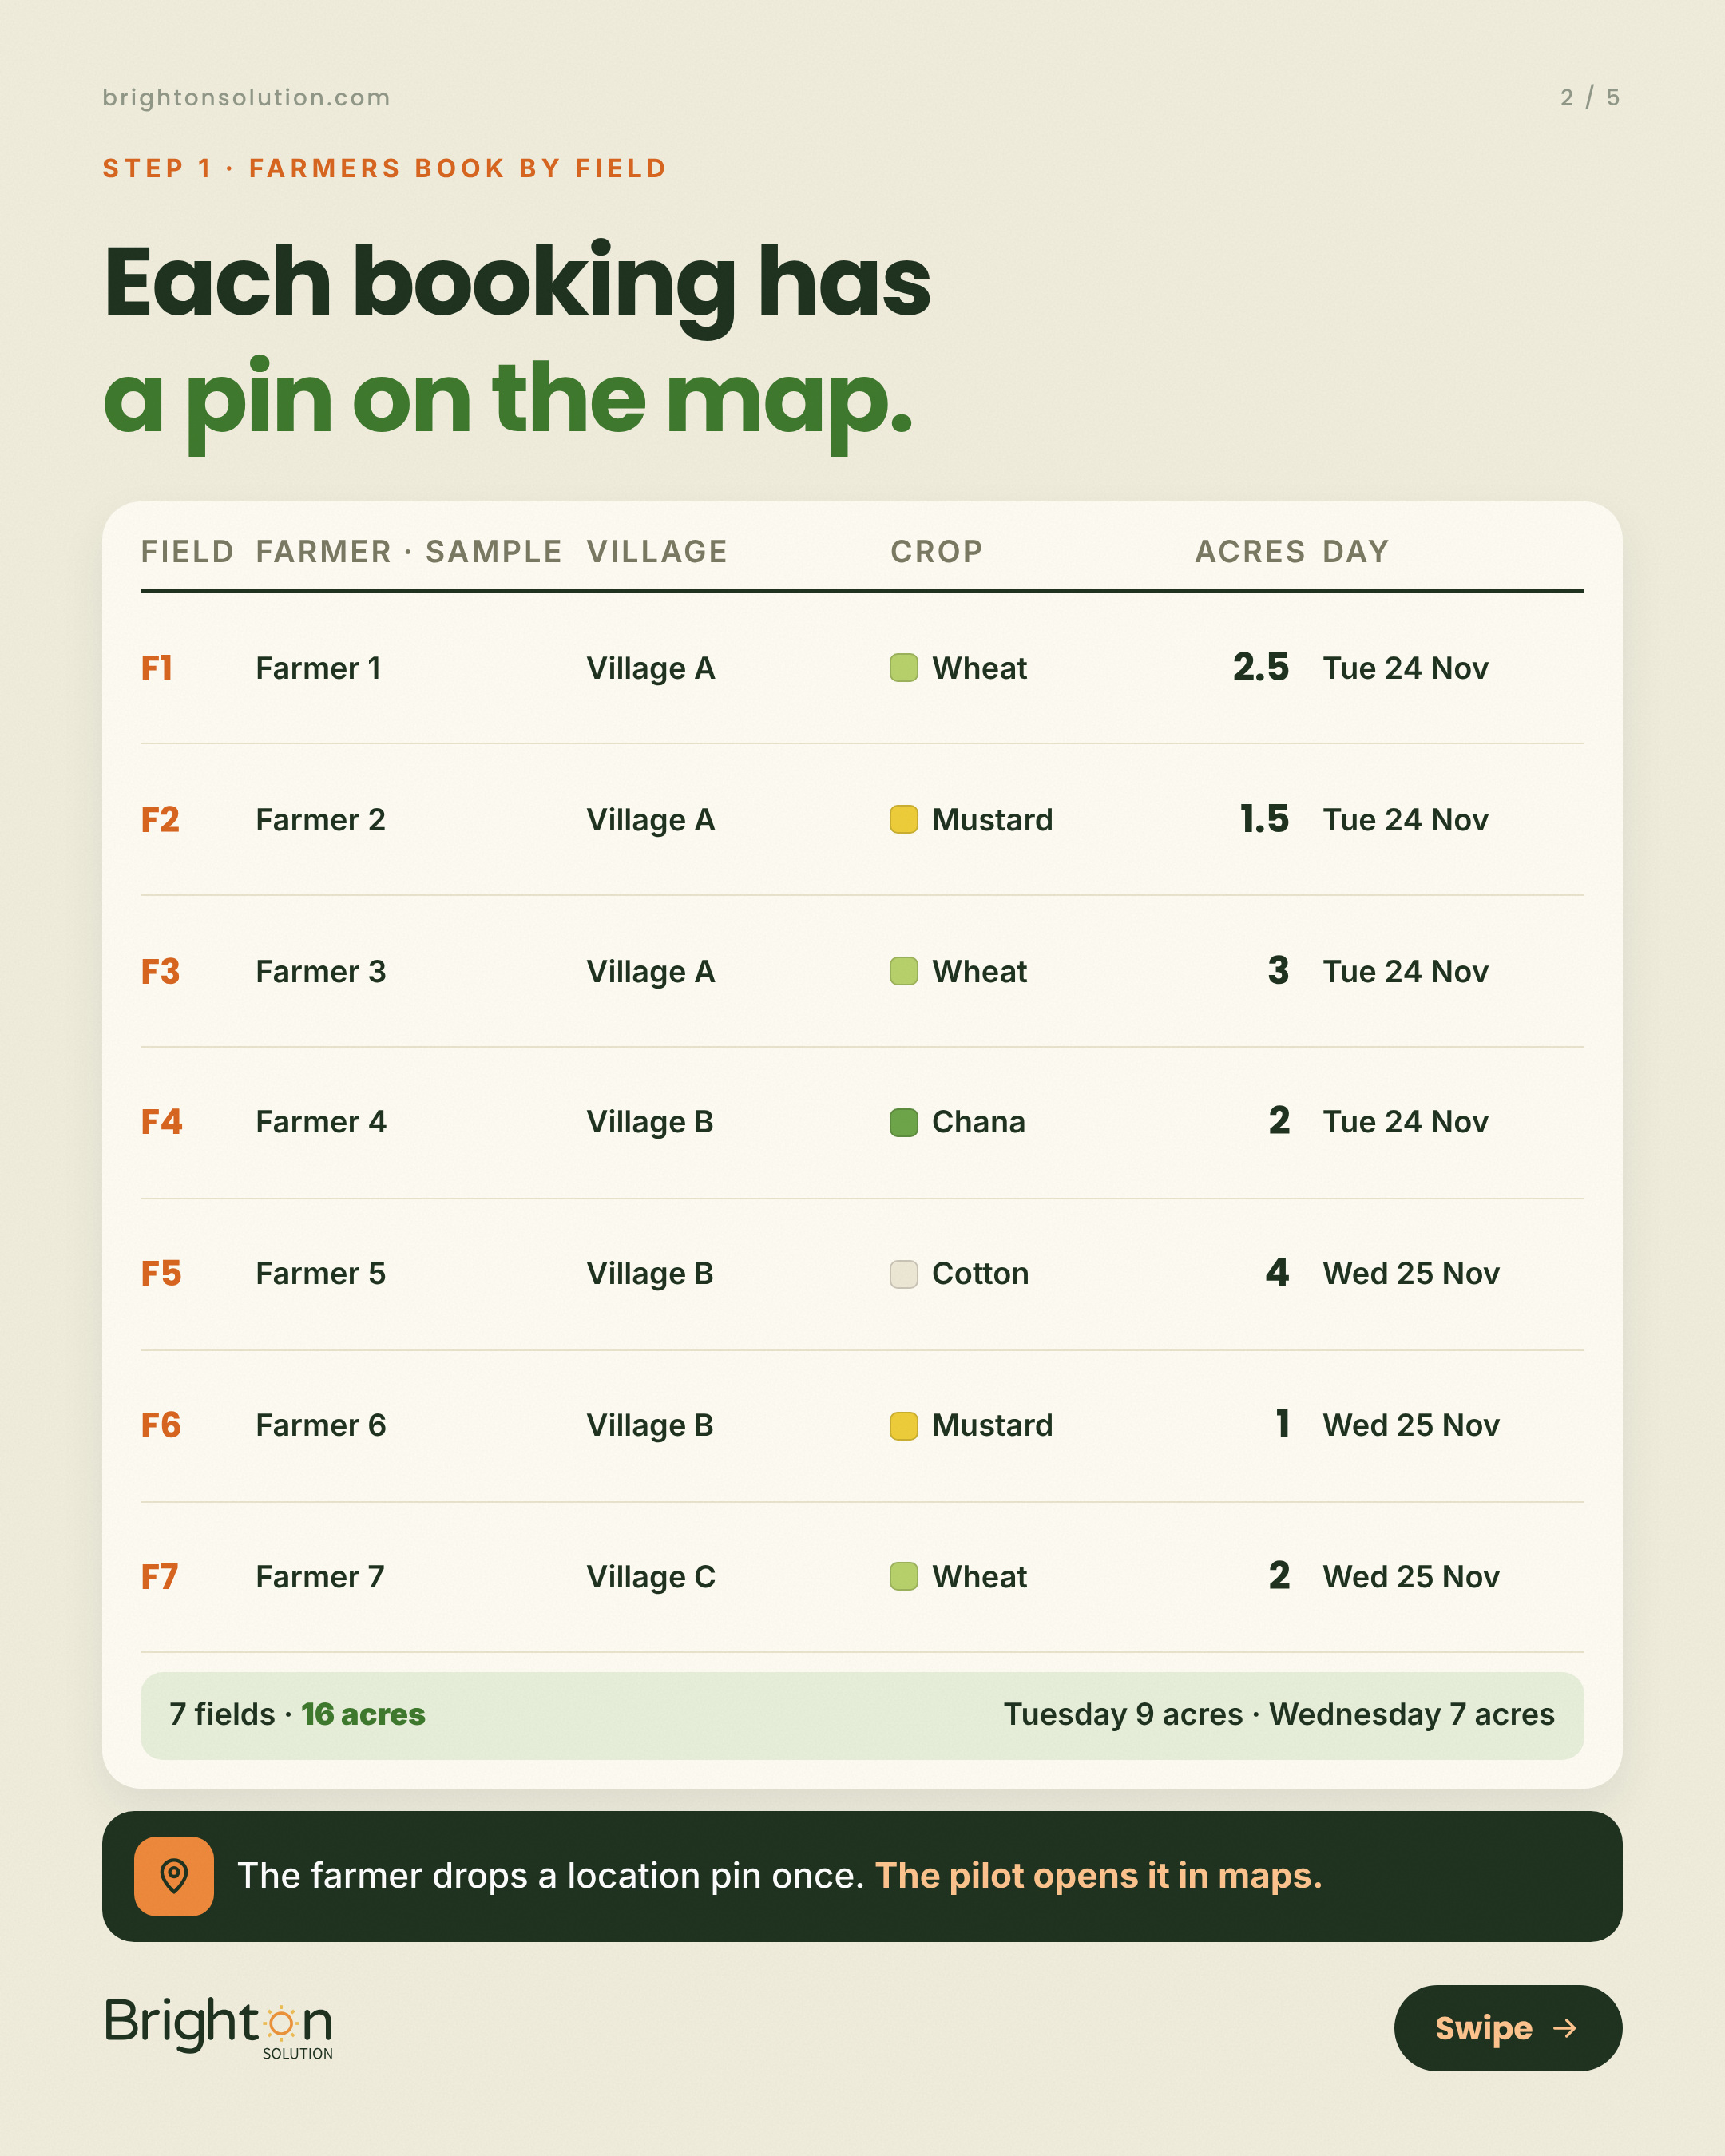 brightonsolution.com
2 / 5
STEP 1 · FARMERS BOOK BY FIELD
Each booking has
a pin on the map.
FIELD FARMER · SAMPLE VILLAGE CROP ACRES DAY
F1 Farmer 1 Village A Wheat 2.5 Tue 24 Nov
F2 Farmer 2 Village A Mustard 1.5 Tue 24 Nov
F3 Farmer 3 Village A Wheat 3 Tue 24 Nov
F4 Farmer 4 Village B Chana 2 Tue 24 Nov
F5 Farmer 5 Village B Cotton 4 Wed 25 Nov
F6 Farmer 6 Village B Mustard 1 Wed 25 Nov
F7 Farmer 7 Village C Wheat 2 Wed 25 Nov
7 fields · 16 acres
Tuesday 9 acres · Wednesday 7 acres
The farmer drops a location pin once. The pilot opens it in maps.
Brighton
SOLUTION
Swipe →